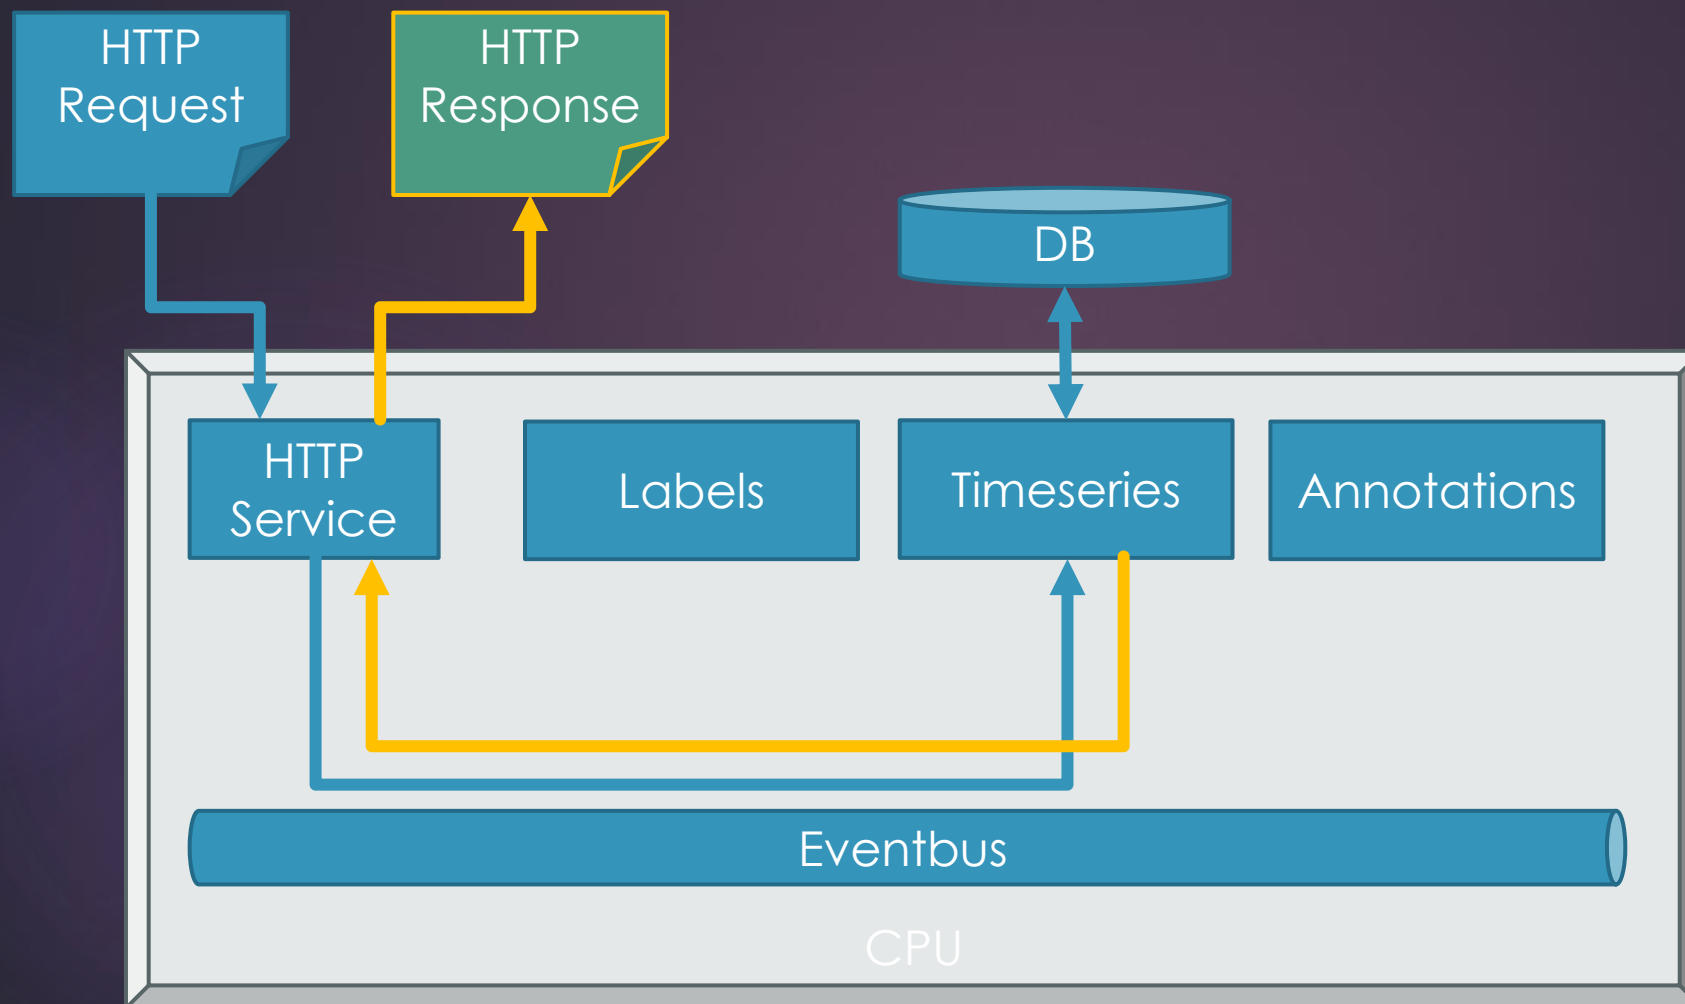 HTTP
Request
HTTP
Response
DB
HTTP
Service
Labels
Timeseries
Annotations
Eventbus
CPU